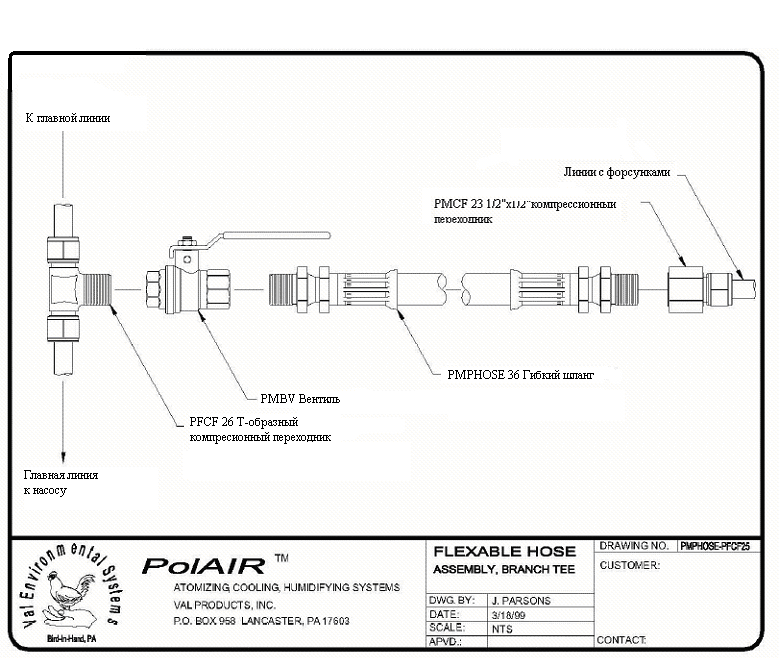 К главной линии
Линии с форсунками
PMCF 23 1/2"x1/2"компрессионный
переходник
PMPHOSE 36 Гибкий шланг
PMBV Вентиль
PFCF 26 Т-образный
компресионный переходник
Главная линия
к насосу
Val Environmental Systems
Bird-In-Hand, PA
PolAIR TM
ATOMIZING, COOLING, HUMIDIFYING SYSTEMS
VAL PRODUCTS, INC.
P.O. BOX 958 LANCASTER, PA 17603
FLEXABLE HOSE
ASSEMBLY, BRANCH TEE
DWG. BY: J. PARSONS
DATE: 3/18/99
SCALE: NTS
APVD.:
DRAWING NO. PMPHOSE-PFCF25
CUSTOMER:
CONTACT: